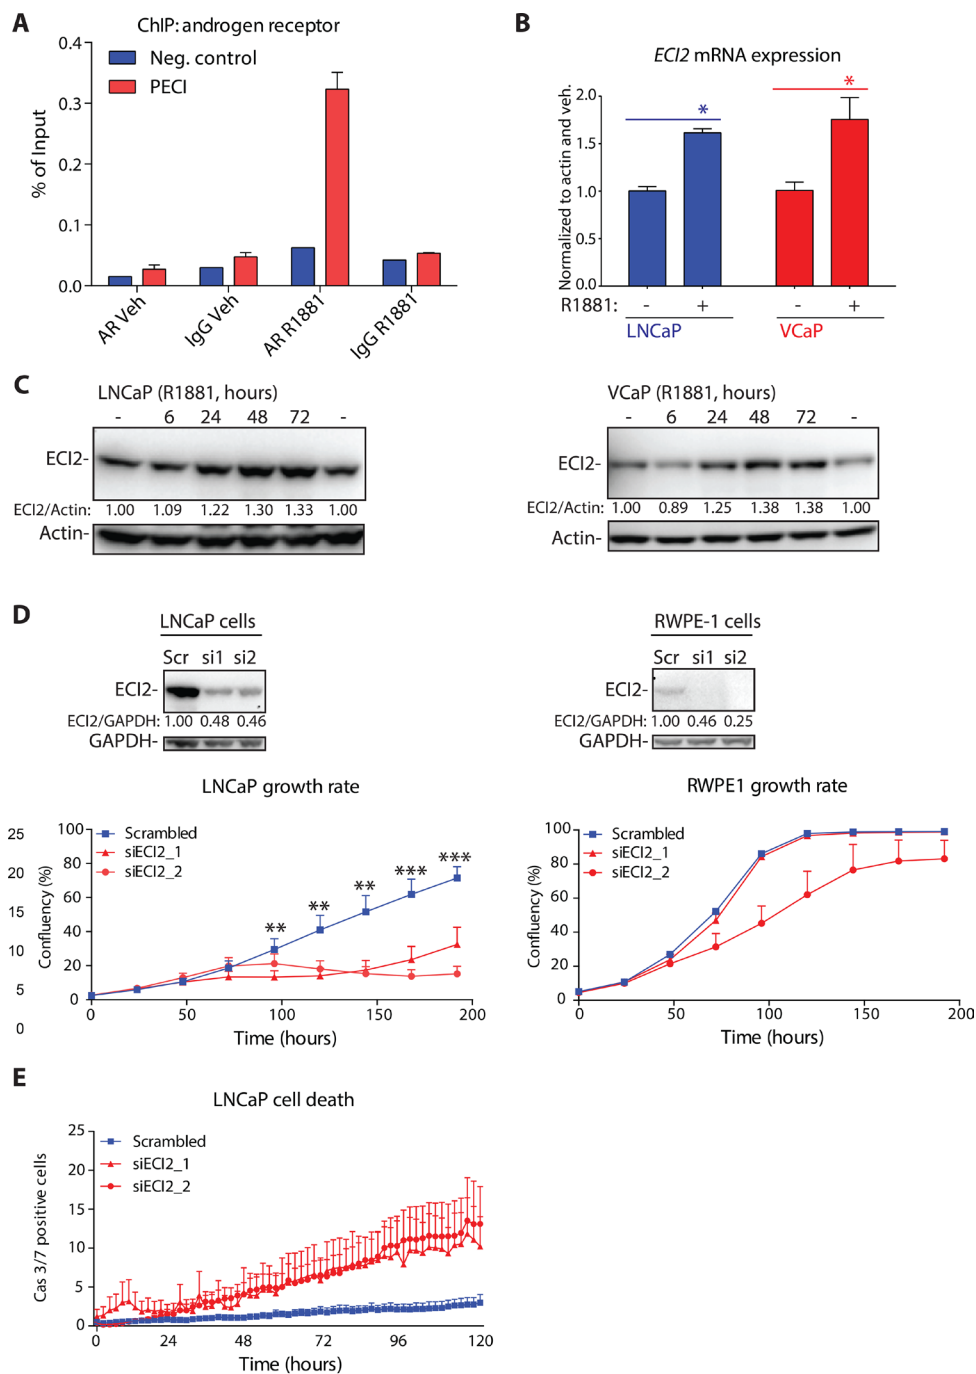 A
ChIP: androgen receptor
Neg. control
PECI
% of Input
0.4
0.3
0.2
0.1
0.0
AR Veh
IgG Veh
AR R1881
IgG R1881
B
ECI2 mRNA expression
Normalized to actin and veh.
2.0
1.5
1.0
0.5
0.0
*
*
R1881: - + - +
LNCaP VCaP
C
LNCaP (R1881, hours)
- 6 24 48 72 -
ECI2-
ECI2/Actin: 1.00 1.09 1.22 1.30 1.33 1.00
Actin-
VCaP (R1881, hours)
- 6 24 48 72 -
ECI2-
ECI2/Actin: 1.00 0.89 1.25 1.38 1.38 1.00
Actin-
D
LNCaP cells
Scr si1 si2
ECI2-
ECI2/GAPDH: 1.00 0.48 0.46
GAPDH-
RWPE-1 cells
Scr si1 si2
ECI2-
ECI2/GAPDH: 1.00 0.46 0.25
GAPDH-
LNCaP growth rate
25
20
15
10
5
0
Confluency (%)
100
80
60
40
20
0
Scrambled
siECI2_1
siECI2_2
** ** ** *** ***
0 50 100 150 200
Time (hours)
RWPE1 growth rate
Confluency (%)
100
80
60
40
20
0
Scrambled
siECI2_1
siECI2_2
0 50 100 150 200
Time (hours)
E
LNCaP cell death
Cas 3/7 positive cells
25
20
15
10
5
0
Scrambled
siECI2_1
siECI2_2
0 24 48 72 96 120
Time (hours)